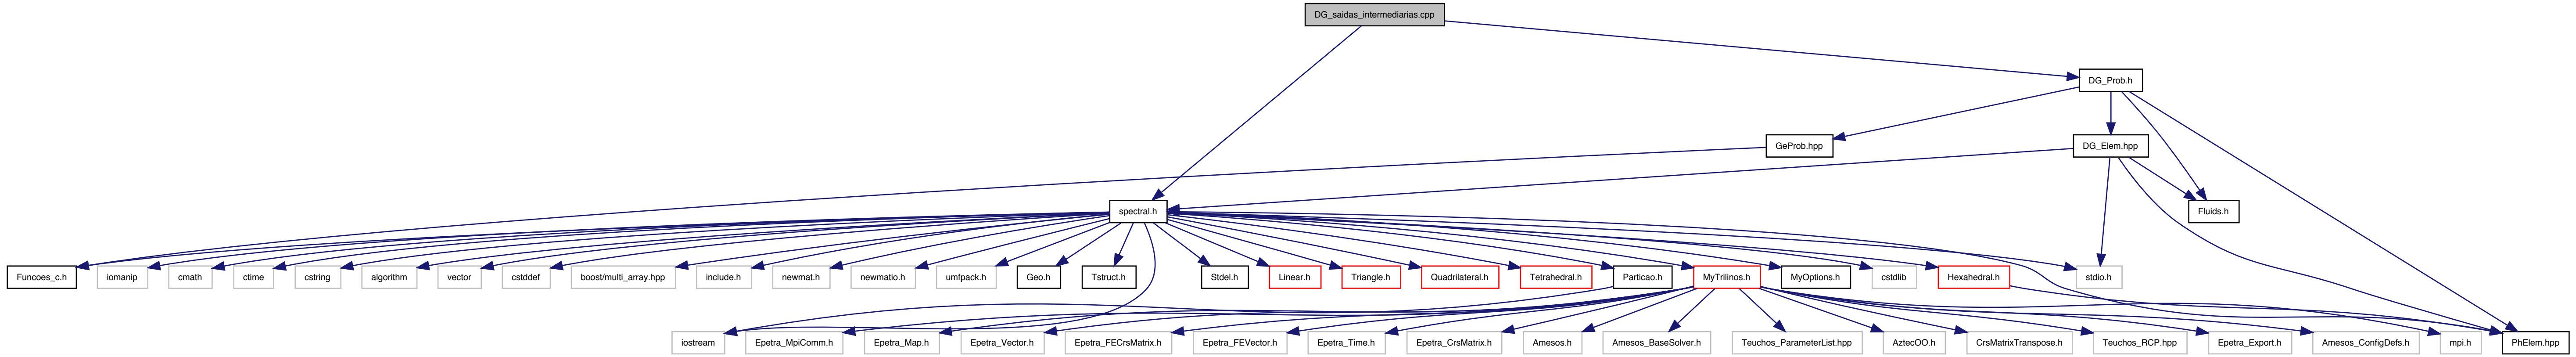 DG_saidas_intermediarias.cpp
DG_Prob.h
GeProb.hpp
DG_Elem.hpp
spectral.h
Fluids.h
Funcoes_c.h
iomanip
cmath
ctime
cstring
algorithm
vector
cstddef
boost/multi_array.hpp
include.h
newmat.h
newmatio.h
umfpack.h
Geo.h
Tstruct.h
Stdel.h
Linear.h
Triangle.h
Quadrilateral.h
Tetrahedral.h
Particao.h
MyTrilinos.h
MyOptions.h
cstdlib
Hexahedral.h
stdio.h
iostream
Epetra_MpiComm.h
Epetra_Map.h
Epetra_Vector.h
Epetra_FECrsMatrix.h
Epetra_FEVector.h
Epetra_Time.h
Epetra_CrsMatrix.h
Amesos.h
Amesos_BaseSolver.h
Teuchos_ParameterList.hpp
AztecOO.h
CrsMatrixTranspose.h
Teuchos_RCP.hpp
Epetra_Export.h
Amesos_ConfigDefs.h
mpi.h
PhElem.hpp